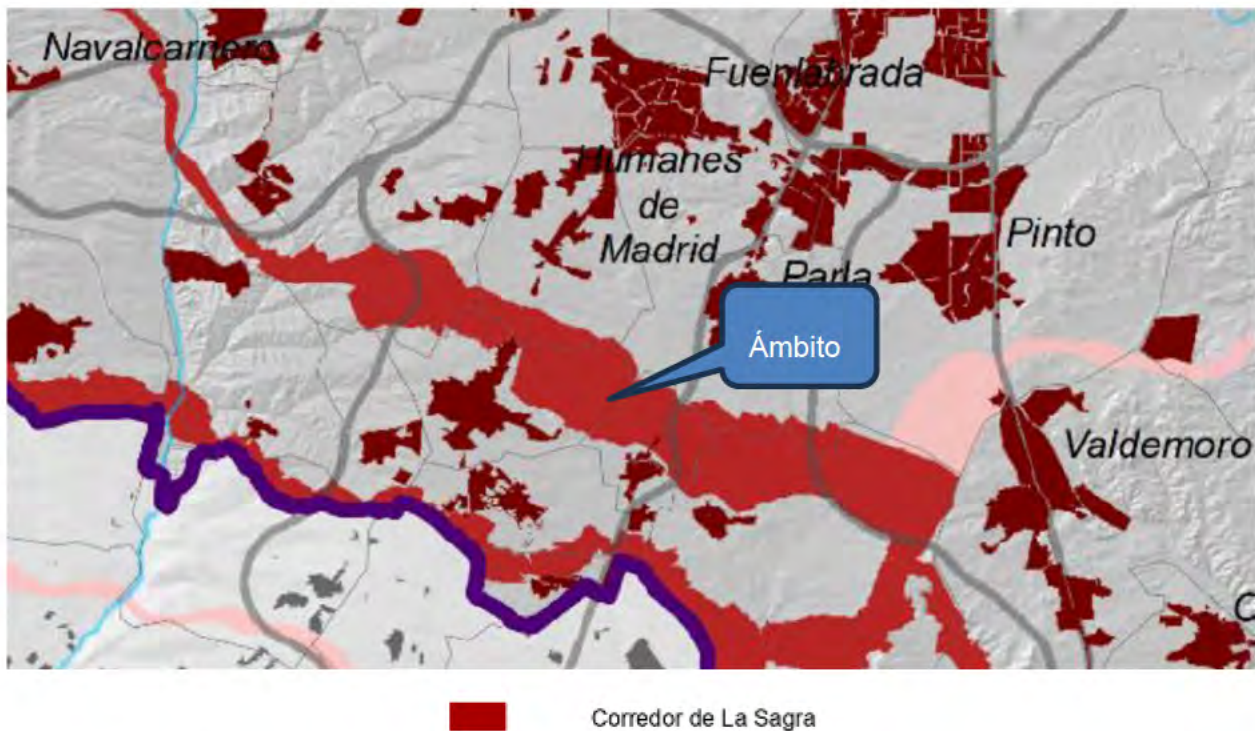 Navalcarnero
Fuenlabrada
Humanes
de
Madrid
Pinto
Parla
Ámbito
Valdemoro
C
Corredor de La Sagra